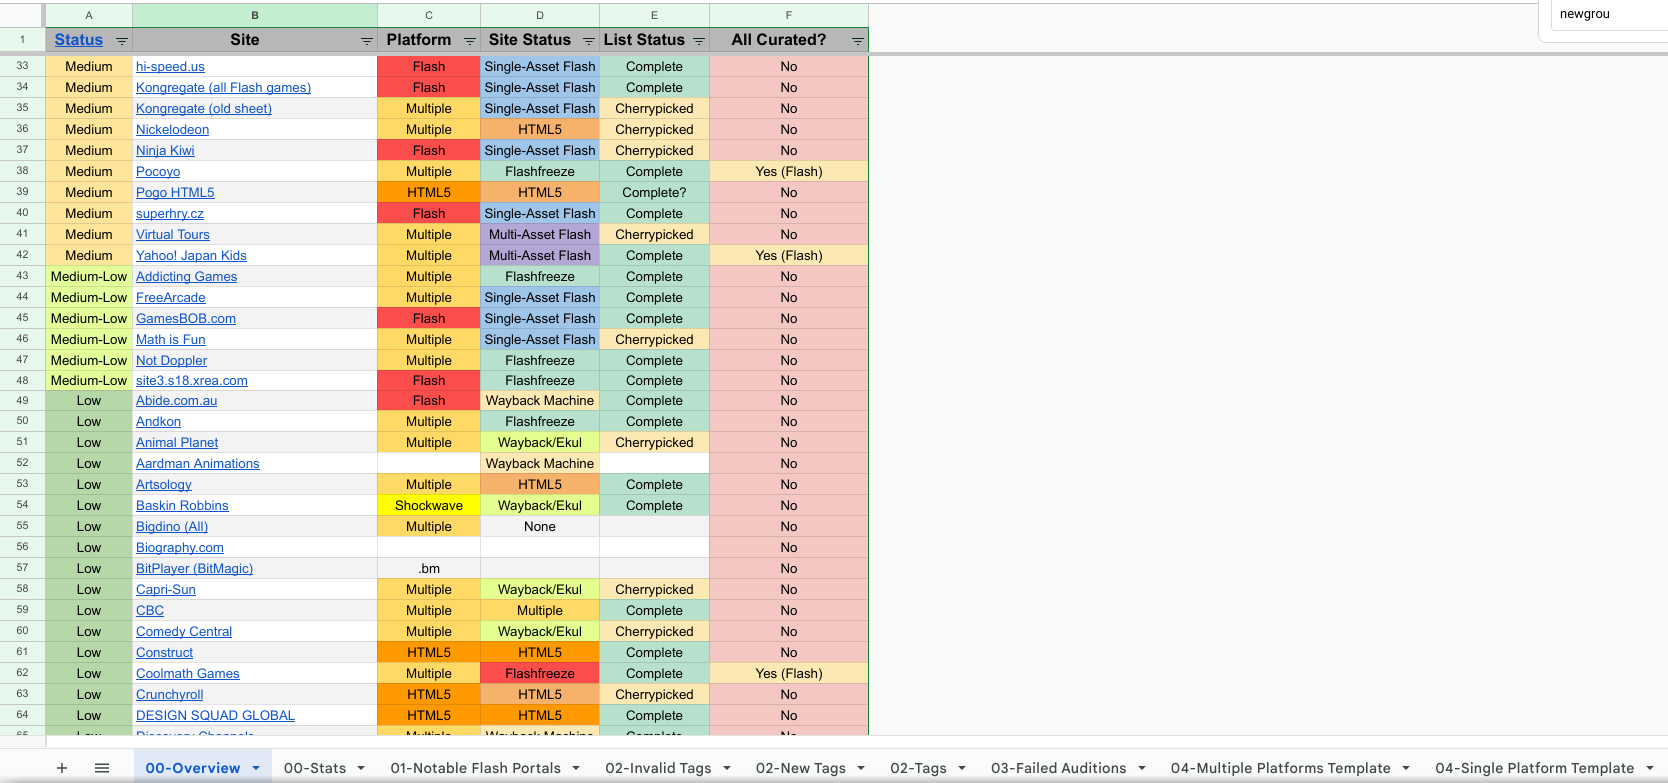 newgrou
A B C D E F
1 Status Site Platform Site Status List Status All Curated?
33 Medium hi-speed.us Flash Single-Asset Flash Complete No
34 Medium Kongregate (all Flash games) Flash Single-Asset Flash Complete No
35 Medium Kongregate (old sheet) Multiple Single-Asset Flash Cherrypicked No
36 Medium Nickelodeon Multiple HTML5 Cherrypicked No
37 Medium Ninja Kiwi Flash Single-Asset Flash Cherrypicked No
38 Medium Pocoyo Multiple Flashfreeze Complete Yes (Flash)
39 Medium Pogo HTML5 HTML5 HTML5 Complete? No
40 Medium superhry.cz Flash Single-Asset Flash Complete No
41 Medium Virtual Tours Multiple Multi-Asset Flash Cherrypicked No
42 Medium Yahoo! Japan Kids Multiple Multi-Asset Flash Complete Yes (Flash)
43 Medium-Low Addicting Games Multiple Flashfreeze Complete No
44 Medium-Low FreeArcade Multiple Single-Asset Flash Complete No
45 Medium-Low GamesBOB.com Flash Single-Asset Flash Complete No
46 Medium-Low Math is Fun Multiple Single-Asset Flash Cherrypicked No
47 Medium-Low Not Doppler Multiple Flashfreeze Complete No
48 Medium-Low site3.s18.xrea.com Flash Flashfreeze Complete No
49 Low Abide.com.au Flash Wayback Machine Complete No
50 Low Andkon Multiple Flashfreeze Complete No
51 Low Animal Planet Multiple Wayback/Ekul Cherrypicked No
52 Low Aardman Animations Wayback Machine No
53 Low Artsology Multiple HTML5 Complete No
54 Low Baskin Robbins Shockwave Wayback/Ekul Complete No
55 Low Bigdino (All) Multiple None No
56 Low Biography.com No
57 Low BitPlayer (BitMagic) .bm No
58 Low Capri-Sun Multiple Wayback/Ekul Cherrypicked No
59 Low CBC Multiple Multiple Complete No
60 Low Comedy Central Multiple Wayback/Ekul Cherrypicked No
61 Low Construct HTML5 HTML5 Complete No
62 Low Coolmath Games Multiple Flashfreeze Complete Yes (Flash)
63 Low Crunchyroll HTML5 HTML5 Cherrypicked No
64 Low DESIGN SQUAD GLOBAL HTML5 HTML5 Complete No
00-Overview 00-Stats 01-Notable Flash Portals 02-Invalid Tags 02-New Tags 02-Tags 03-Failed Auditions 04-Multiple Platforms Template 04-Single Platform Template